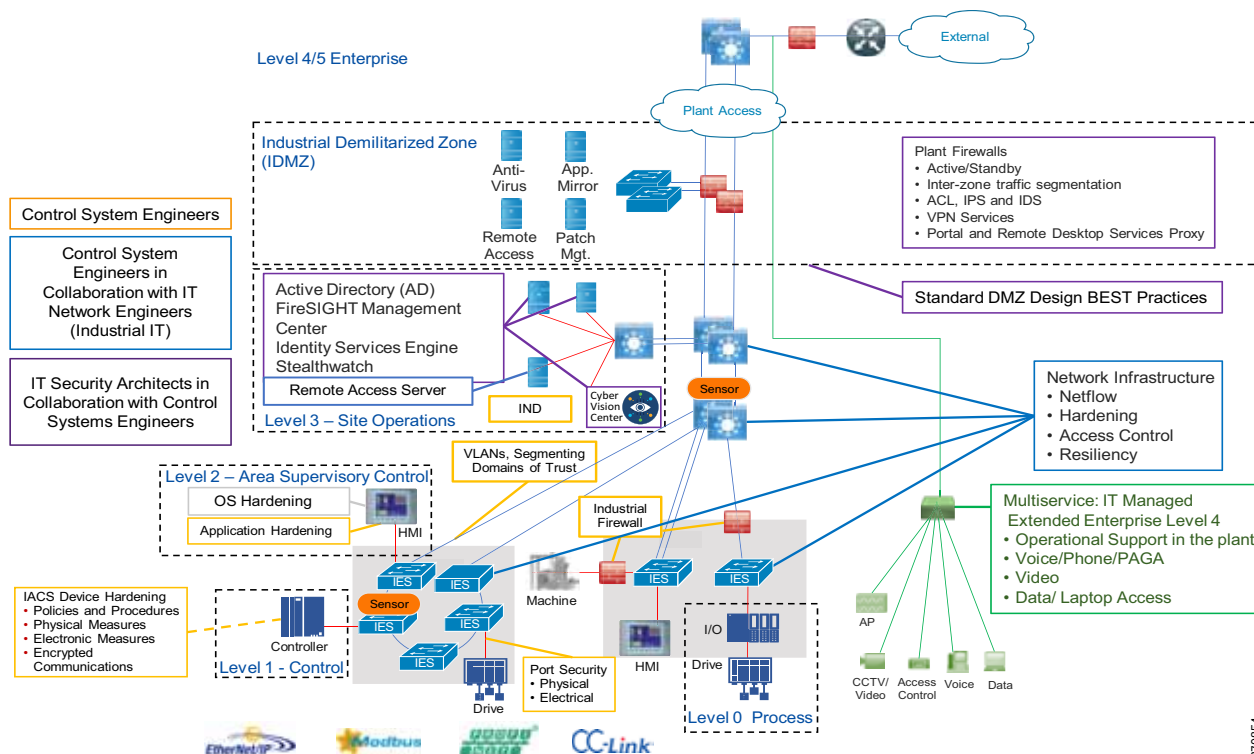 External
Level 4/5 Enterprise
Plant Access
Industrial Demilitarized Zone
(IDMZ)
Anti-
Virus
App.
Mirror
Remote
Access
Patch
Mgt.
Plant Firewalls
• Active/Standby
• Inter-zone traffic segmentation
• ACL, IPS and IDS
• VPN Services
• Portal and Remote Desktop Services Proxy
Control System Engineers
Control System
Engineers in
Collaboration with IT
Network Engineers
(Industrial IT)
IT Security Architects in
Collaboration with Control
Systems Engineers
Standard DMZ Design BEST Practices
Active Directory (AD)
FireSIGHT Management
Center
Identity Services Engine
Stealthwatch
Remote Access Server
IND
Cyber
Vision
Center
Level 3 – Site Operations
Sensor
Network Infrastructure
• Netflow
• Hardening
• Access Control
• Resiliency
VLANs, Segmenting
Domains of Trust
Level 2 – Area Supervisory Control
OS Hardening
Application Hardening
HMI
Industrial
Firewall
Multiservice: IT Managed
Extended Enterprise Level 4
• Operational Support in the plant
• Voice/Phone/PAGA
• Video
• Data/ Laptop Access
IES
IES
IES
IES
Machine
IACS Device Hardening
• Policies and Procedures
• Physical Measures
• Electronic Measures
• Encrypted
Communications
Sensor
IES
IES
IES
Controller
Level 1 - Control
AP
I/O
HMI
Drive
Port Security
• Physical
• Electrical
Drive
Level 0 Process
CCTV/
Video
Access
Control
Voice
Data
EtherNet/IP
Modbus
CC-Link